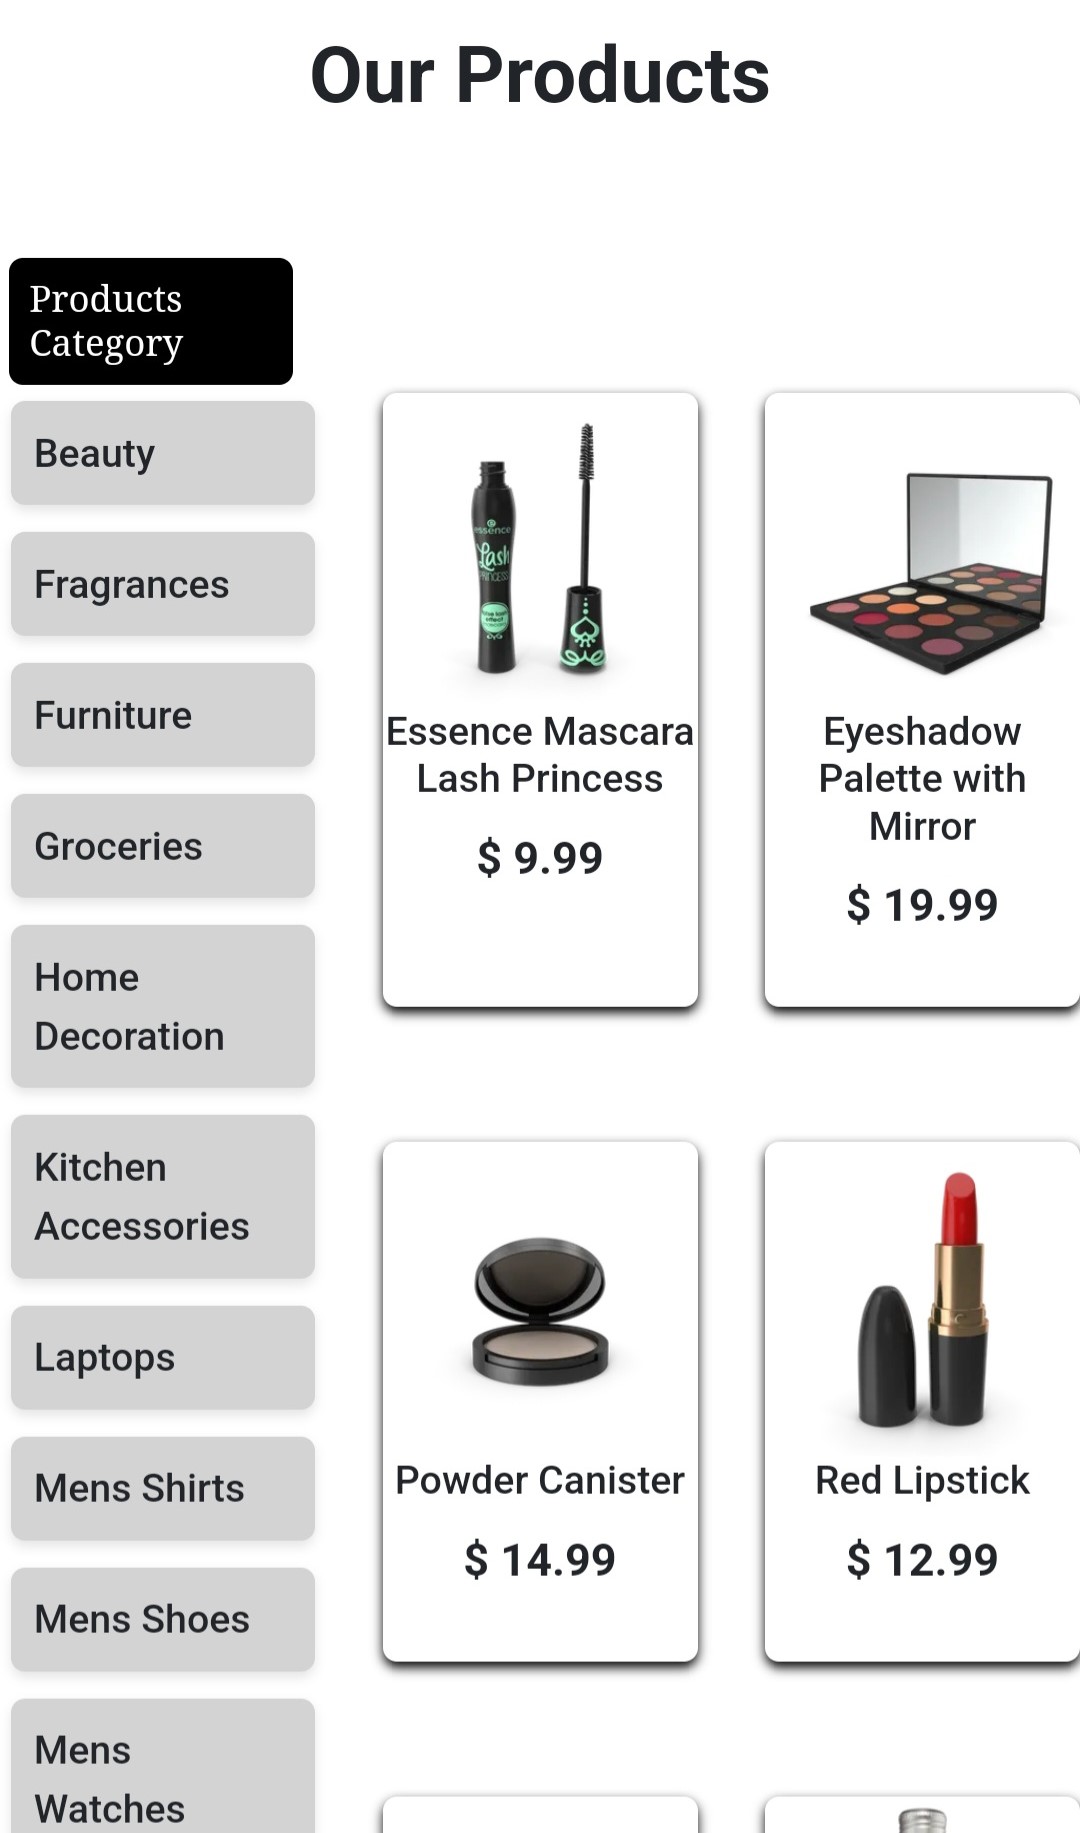 Our Products
Products
Category
Beauty
Fragrances
Furniture
Groceries
Home
Decoration
Kitchen
Accessories
Laptops
Mens Shirts
Mens Shoes
Mens
Watches
essence
Lash
PRINCESS
Essence Mascara
Lash Princess
$ 9.99
Eyeshadow
Palette with
Mirror
$ 19.99
Powder Canister
$ 14.99
Red Lipstick
$ 12.99